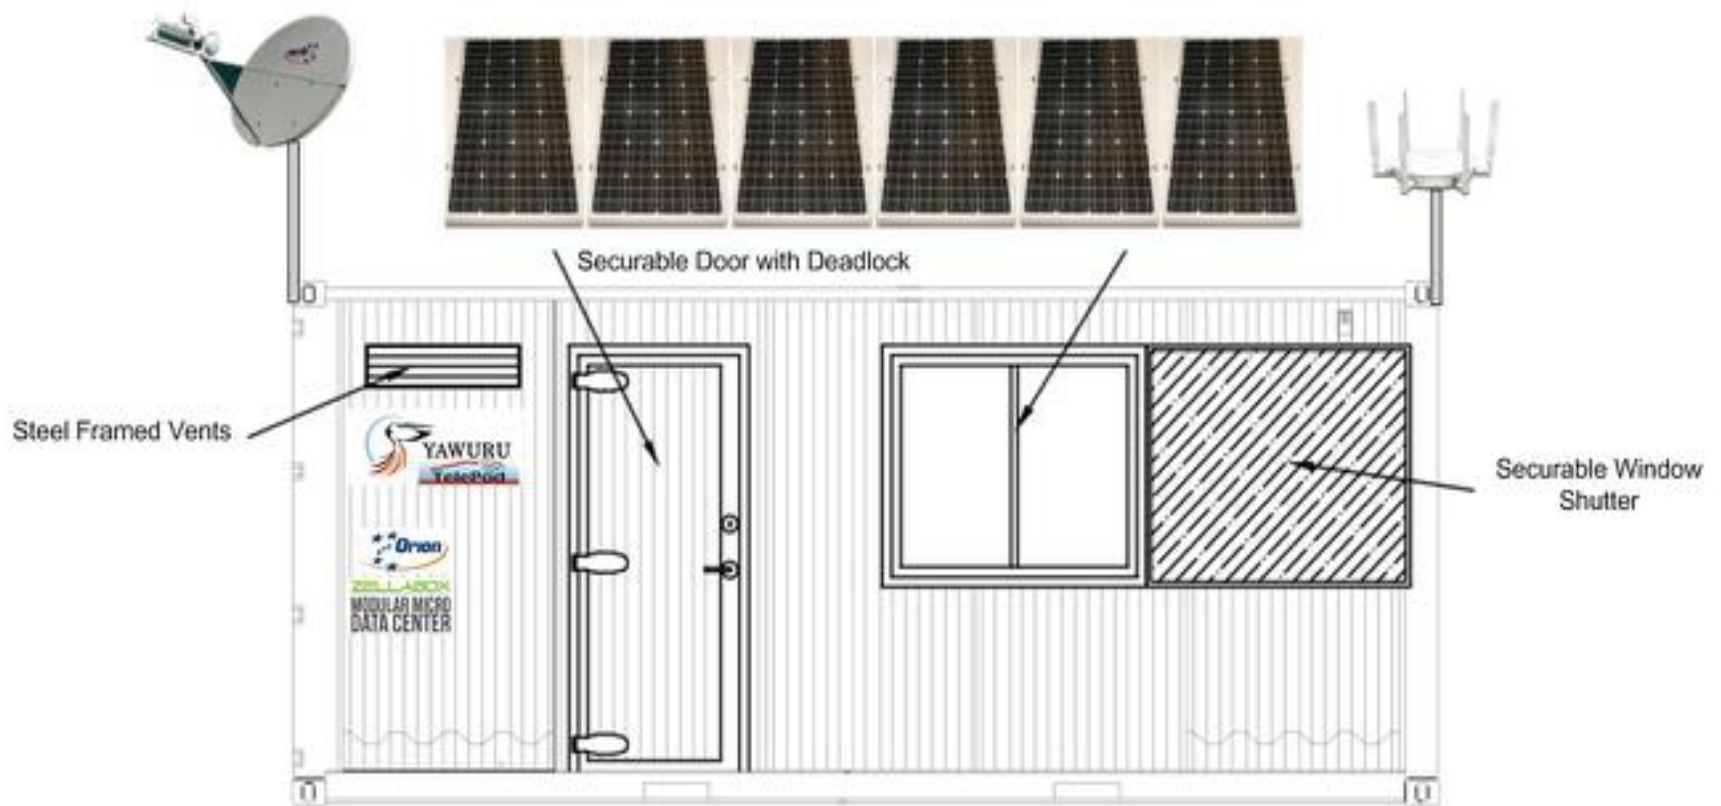 Securable Door with Deadlock
Steel Framed Vents
YAWURU
TelePod
Orion
ZELLABOX
MODULAR MICRO
DATA CENTER
Securable Window
Shutter